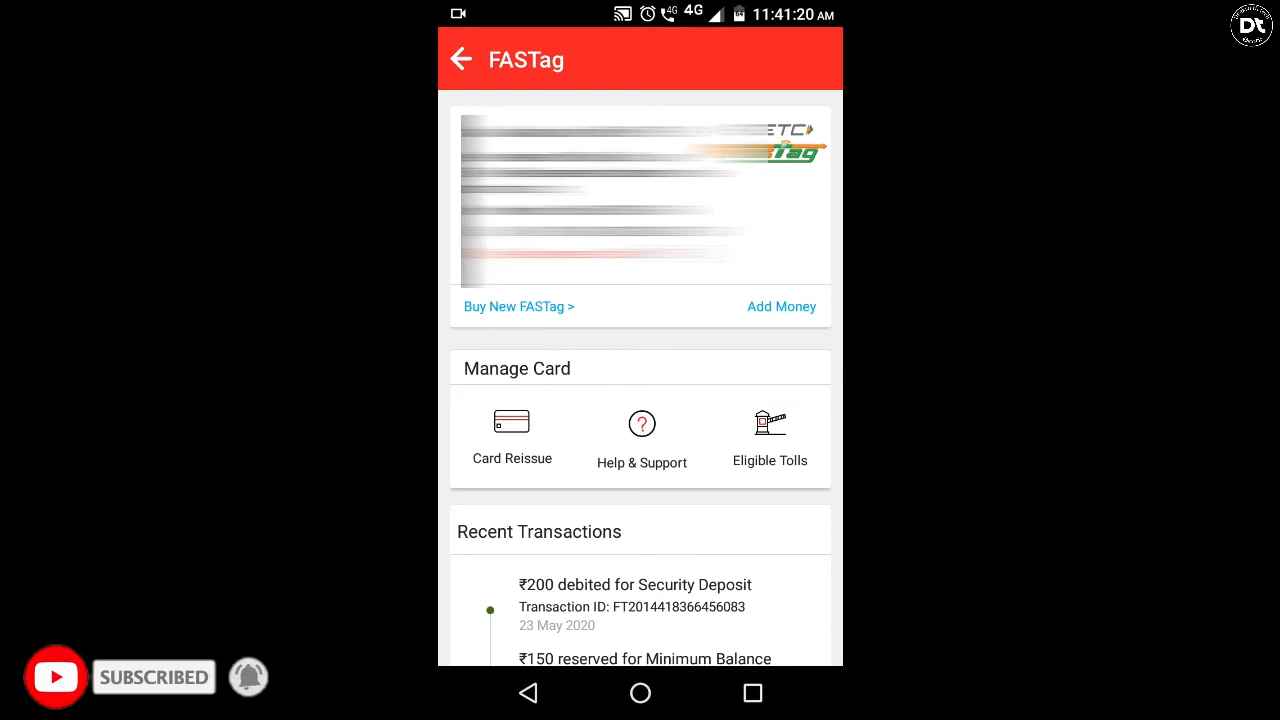 4G 4G 11:41:20 AM
Dt
FASTag
ETC
Tag
Buy New FASTag >
Add Money
Manage Card
Card Reissue
Help & Support
Eligible Tolls
Recent Transactions
₹200 debited for Security Deposit
Transaction ID: FT2014418366456083
23 May 2020
₹150 reserved for Minimum Balance
SUBSCRIBED